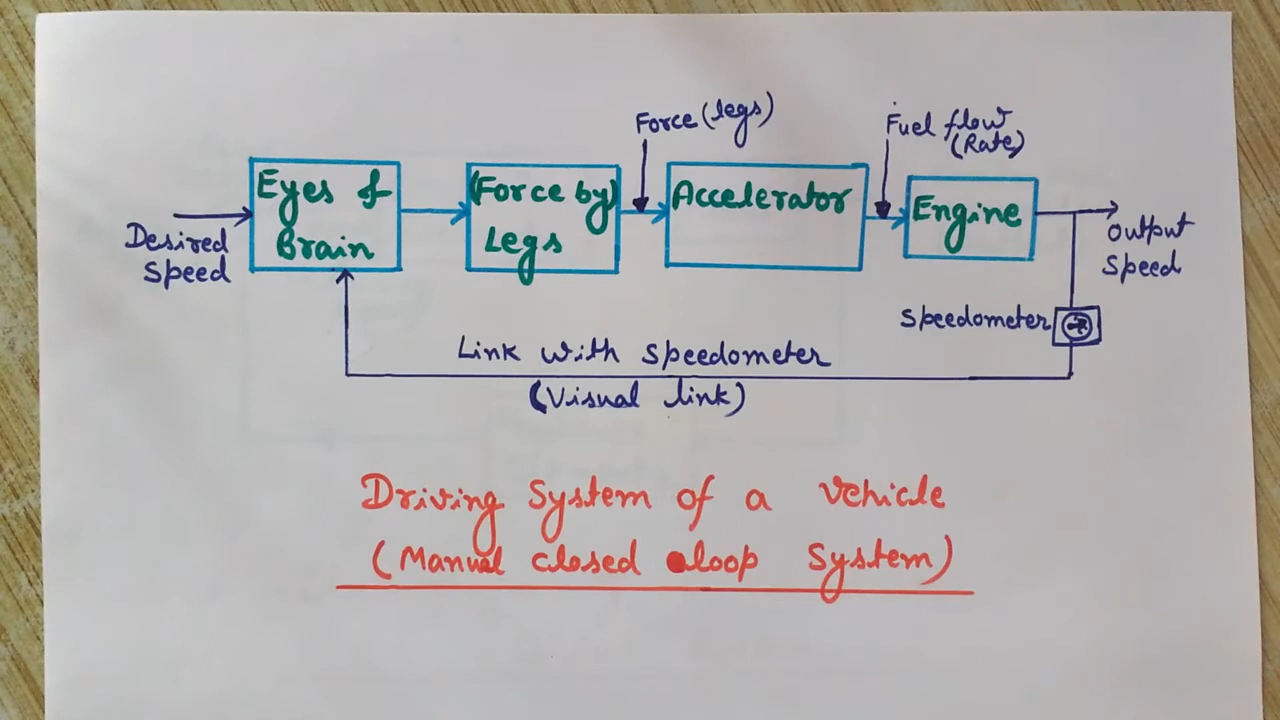 Force (legs)
Fuel flow
(Rate)
Eyes &
Brain
(Force by)
Legs
Accelerator
Engine
Desired
Speed
Output
Speed
Speedometer
Link with speedometer
(Visual link)
Driving System of a Vehicle
(Manual closed loop System)